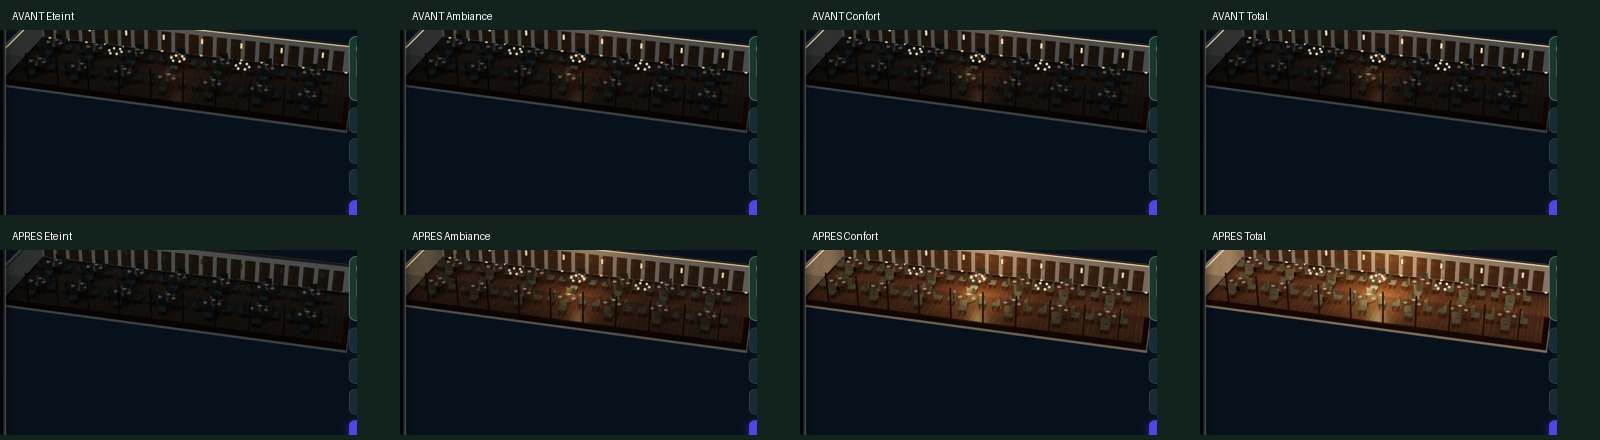 AVANT Eteint
AVANT Ambiance
AVANT Confort
AVANT Total
APRES Eteint
APRES Ambiance
APRES Confort
APRES Total